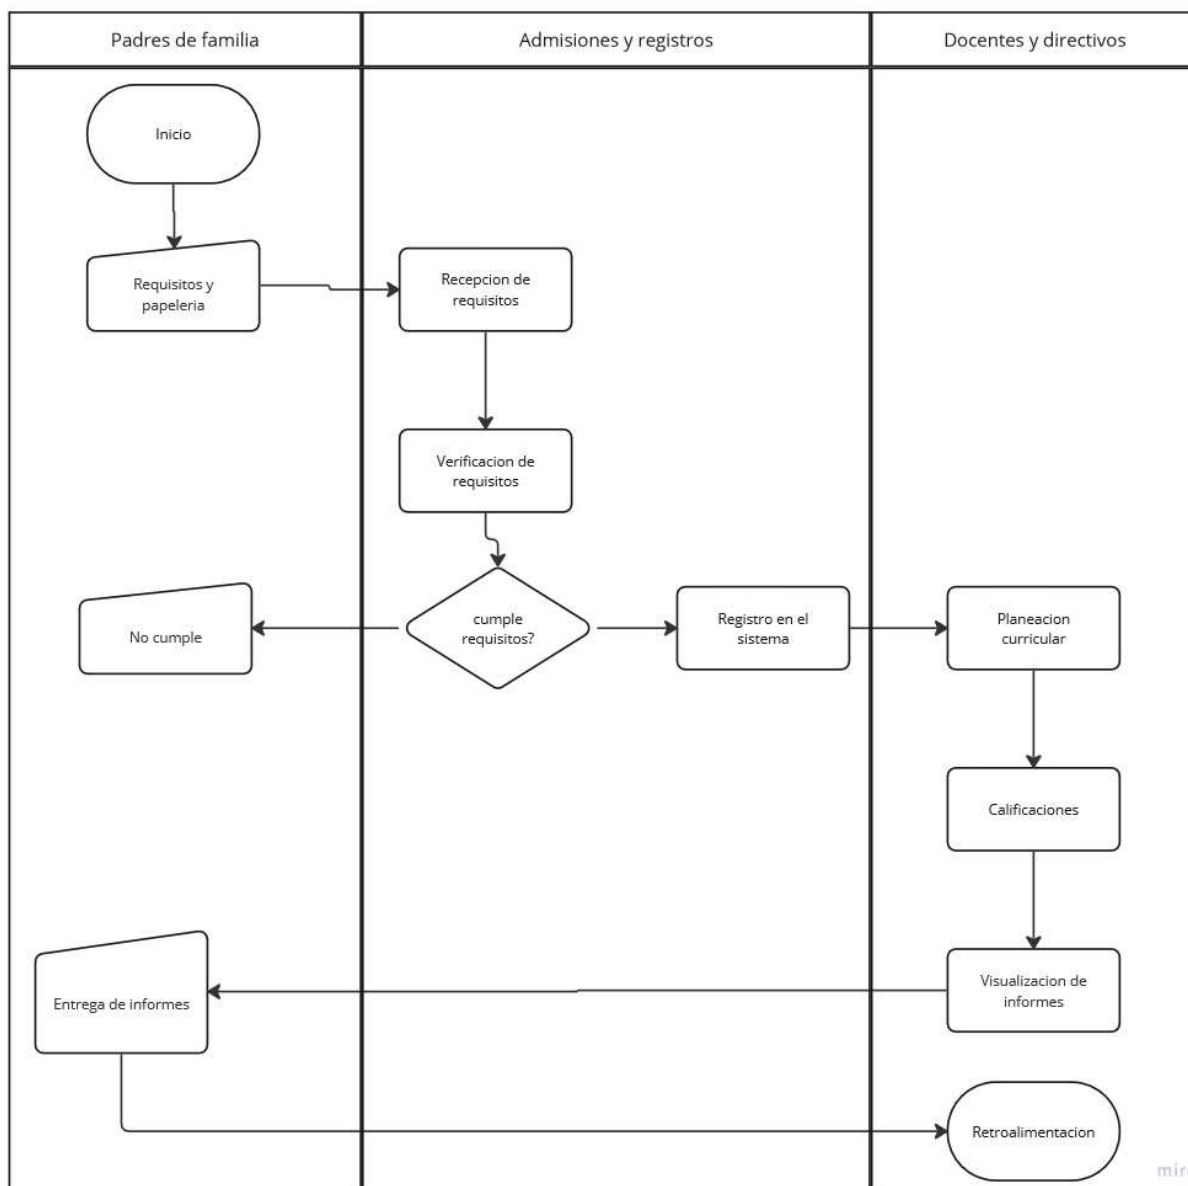 Padres de familia
Admisiones y registros
Docentes y directivos
Inicio
Requisitos y
papeleria
Recepcion de
requisitos
Verificacion de
requisitos
No cumple
cumple
requisitos?
Registro en el
sistema
Planeacion
curricular
Calificaciones
Entrega de informes
Visualizacion de
informes
Retroalimentacion